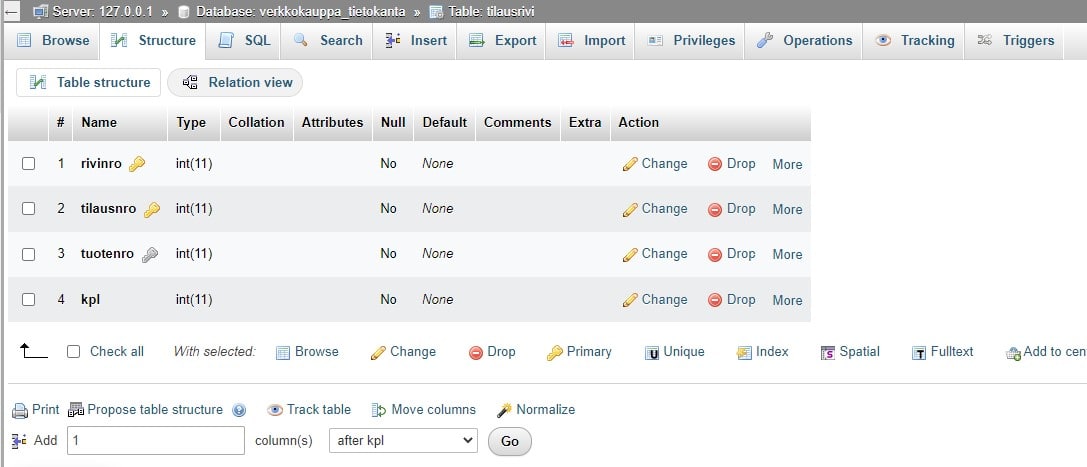 Server: 127.0.0.1 » Database: verkkokauppa_tietokanta » Table: tilausrivi
Browse Structure SQL Search Insert Export Import Privileges Operations Tracking Triggers
Table structure Relation view
# Name Type Collation Attributes Null Default Comments Extra Action
1 rivinro int(11) No None Change Drop More
2 tilausnro int(11) No None Change Drop More
3 tuotenro int(11) No None Change Drop More
4 kpl int(11) No None Change Drop More
Check all With selected: Browse Change Drop Primary Unique Index Spatial Fulltext Add to cen
Print Propose table structure Track table Move columns Normalize
Add 1 column(s) after kpl Go